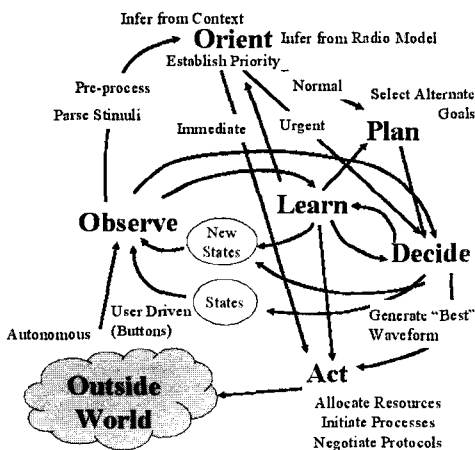 Infer from Context
Orient
Infer from Radio Model
Establish Priority
Pre-process
Normal
Select Alternate
Goals
Parse Stimuli
Immediate
Urgent
Plan
Observe
Learn
New
States
Decide
States
User Driven
(Buttons)
Generate “Best”
Waveform
Autonomous
Outside
World
Act
Allocate Resources
Initiate Processes
Negotiate Protocols